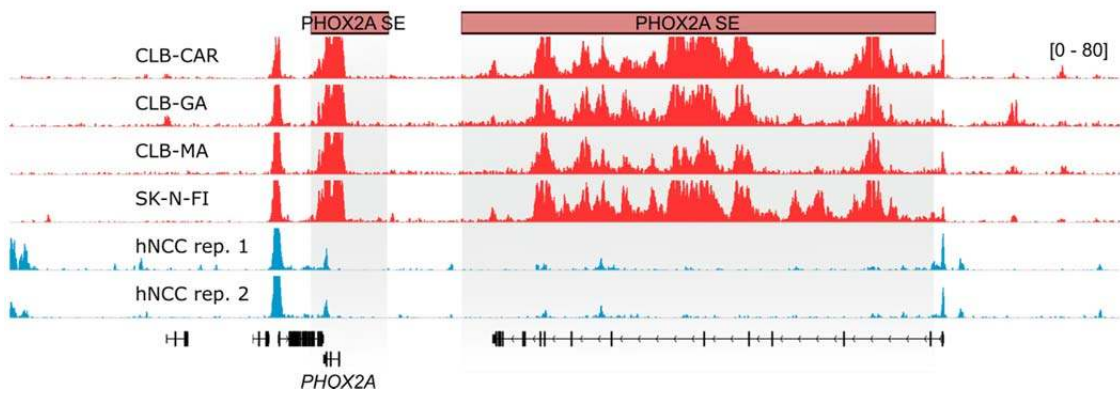 PHOX2A SE PHOX2A SE
CLB-CAR [0 - 80]
CLB-GA
CLB-MA
SK-N-FI
hNCC rep. 1
hNCC rep. 2
PHOX2A